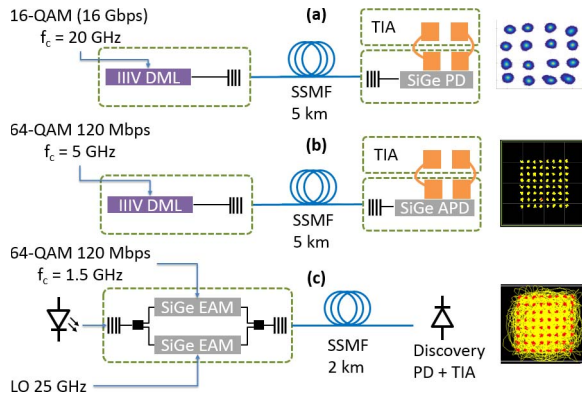 16-QAM (16 Gbps)
fc = 20 GHz
(a)
TIA
IIIV DML
SiGe PD
SSMF
5 km
64-QAM 120 Mbps
fc = 5 GHz
(b)
TIA
IIIV DML
SiGe APD
SSMF
5 km
64-QAM 120 Mbps
fc = 1.5 GHz
(c)
SiGe EAM
SiGe EAM
SSMF
2 km
Discovery
PD + TIA
LO 25 GHz